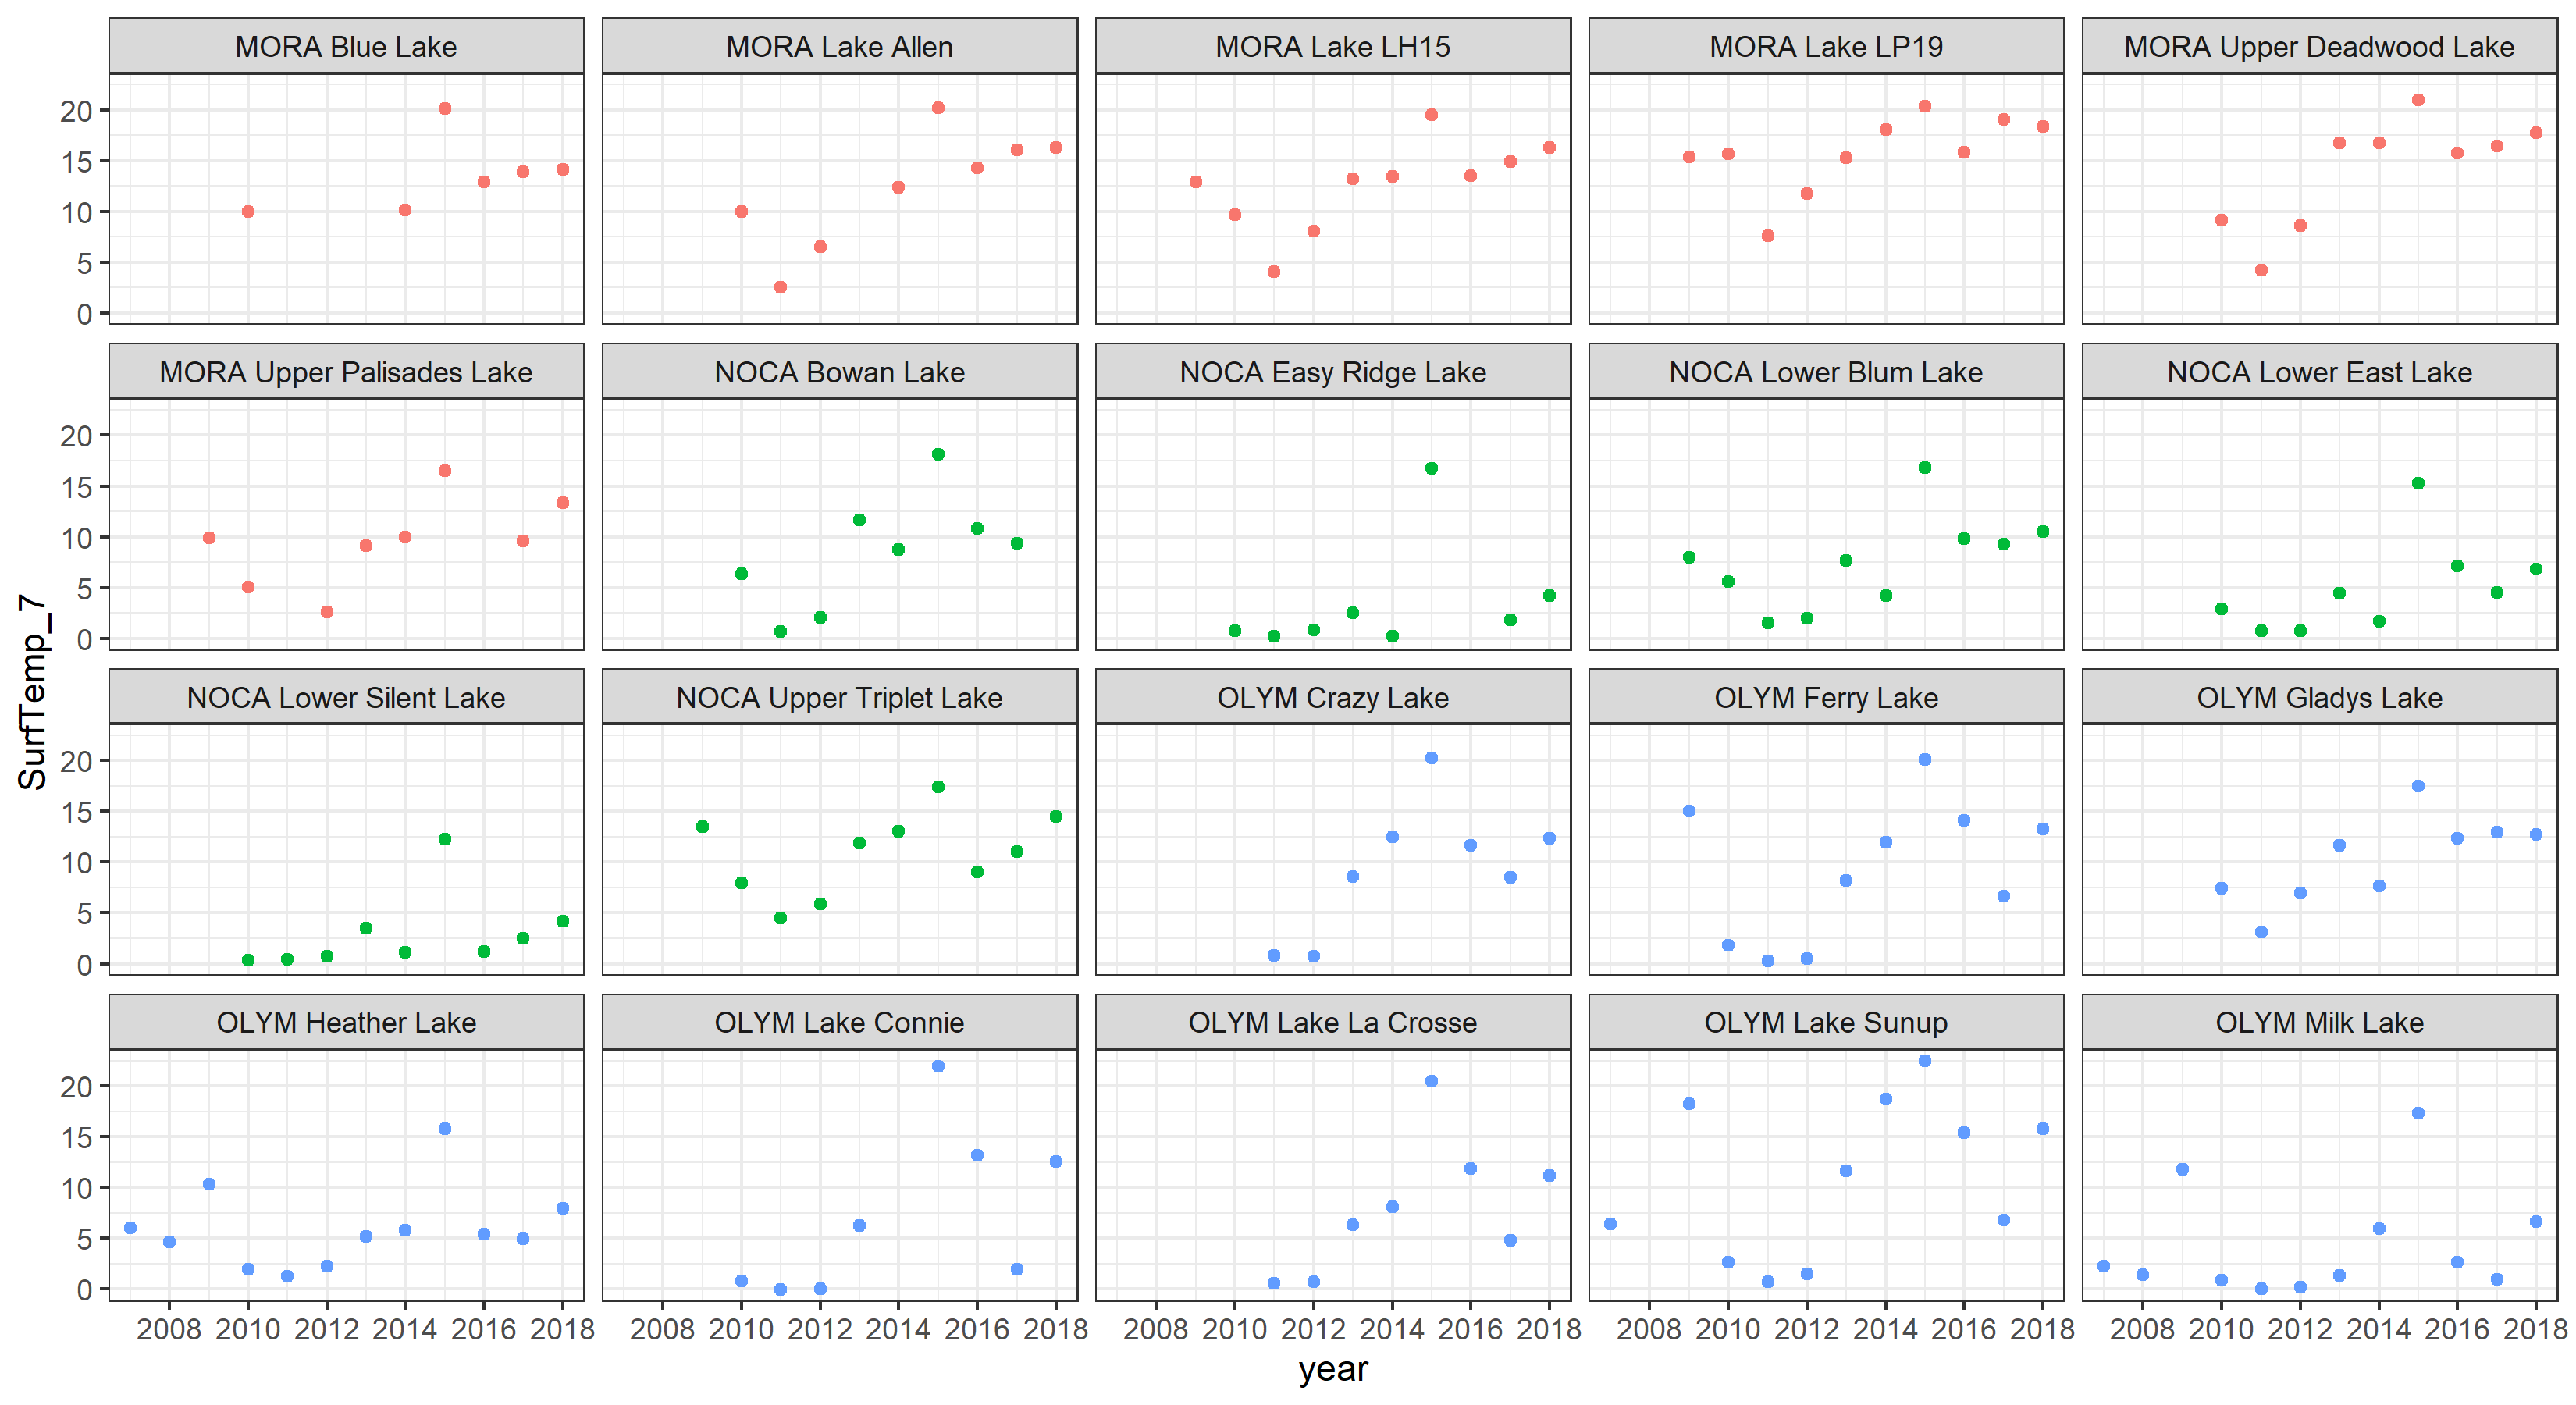 MORA Blue Lake MORA Lake Allen MORA Lake LH15 MORA Lake LP19 MORA Upper Deadwood Lake
20
15
10
5
0
MORA Upper Palisades Lake NOCA Bowan Lake NOCA Easy Ridge Lake NOCA Lower Blum Lake NOCA Lower East Lake
20
15
10
5
0
SurfTemp_7
NOCA Lower Silent Lake NOCA Upper Triplet Lake OLYM Crazy Lake OLYM Ferry Lake OLYM Gladys Lake
20
15
10
5
0
OLYM Heather Lake OLYM Lake Connie OLYM Lake La Crosse OLYM Lake Sunup OLYM Milk Lake
20
15
10
5
0
2008 2010 2012 2014 2016 2018 2008 2010 2012 2014 2016 2018 2008 2010 2012 2014 2016 2018 2008 2010 2012 2014 2016 2018 2008 2010 2012 2014 2016 2018
year